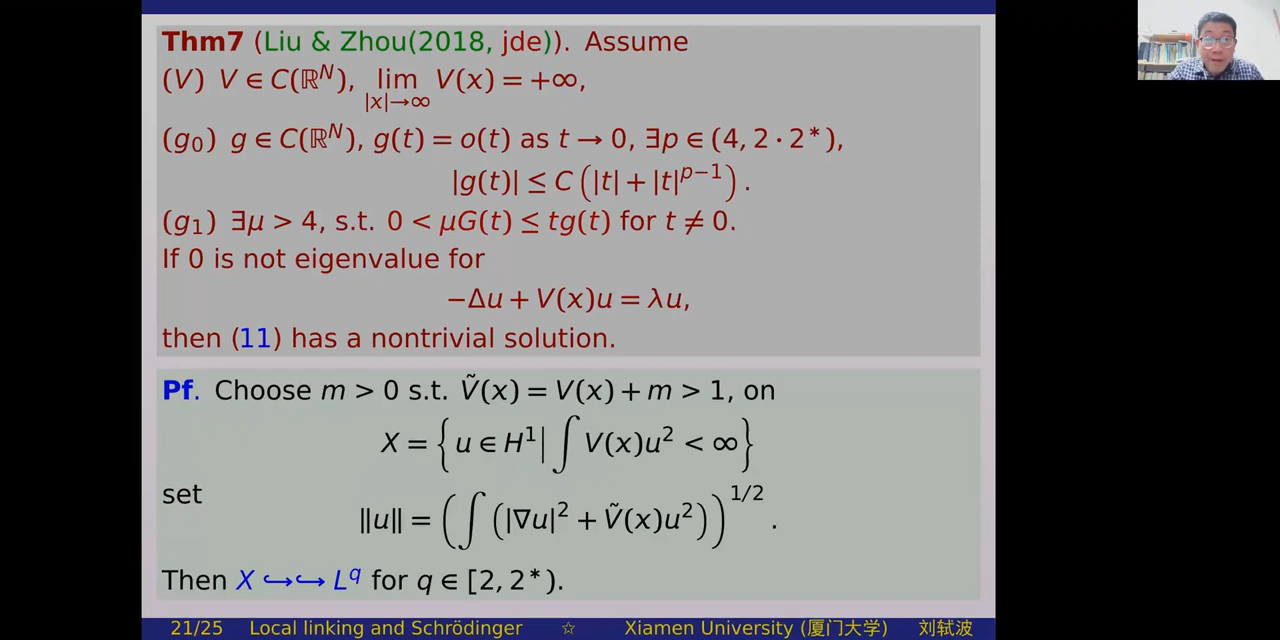 Thm7 (Liu & Zhou(2018, jde)). Assume
(V) V ∈ C(ℝᴺ), lim_{|x|→∞} V(x) = +∞,
(g₀) g ∈ C(ℝᴺ), g(t) = o(t) as t → 0, ∃p ∈ (4, 2 · 2*),
|g(t)| ≤ C (|t| + |t|ᵖ⁻¹) .
(g₁) ∃μ > 4, s.t. 0 < μG(t) ≤ tg(t) for t ≠ 0.
If 0 is not eigenvalue for
−Δu + V(x)u = λu,
then (11) has a nontrivial solution.
Pf. Choose m > 0 s.t. Ṽ(x) = V(x) + m > 1, on
X = { u ∈ H¹| ∫ V(x)u² < ∞ }
set
‖u‖ = ( ∫ (|∇u|² + Ṽ(x)u²) )^{1/2} .
Then X ↪↪ L^q for q ∈ [2, 2*).
21/25 Local linking and Schrödinger ☆ Xiamen University (厦门大学) 刘轼波